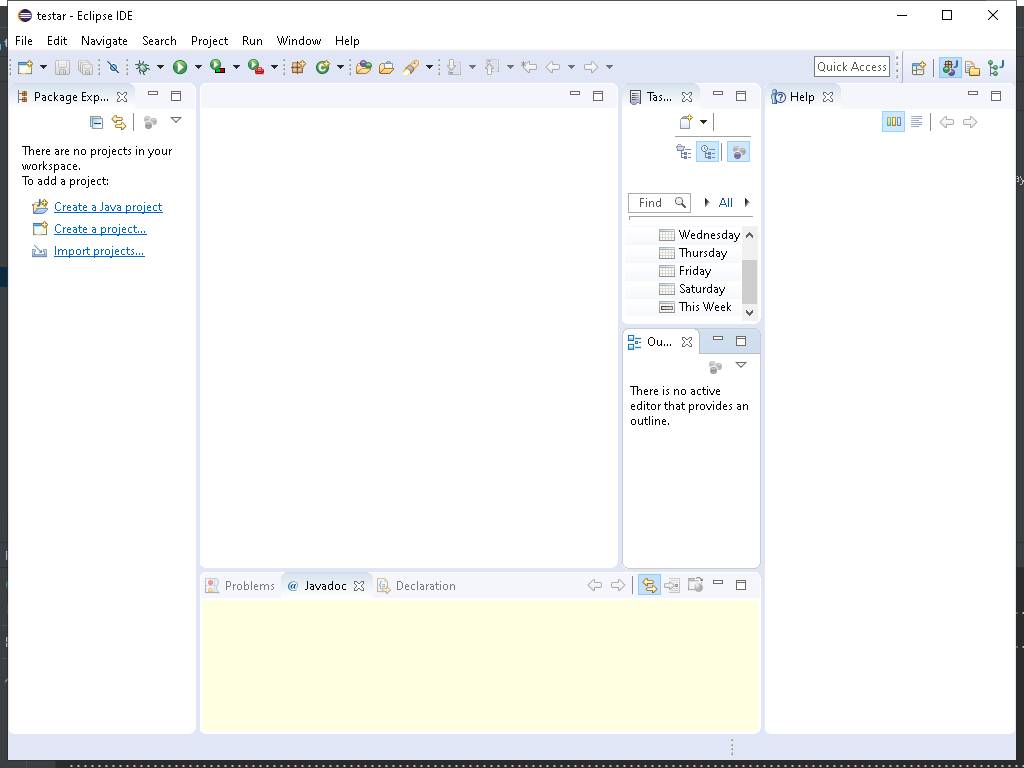 testar - Eclipse IDE
File Edit Navigate Search Project Run Window Help
Quick Access
Package Exp...
Tas...
Help
There are no projects in your
workspace.
To add a project:
Create a Java project
Create a project...
Import projects...
Find
All
Wednesday
Thursday
Friday
Saturday
This Week
Ou...
There is no active
editor that provides an
outline.
Problems
@ Javadoc
Declaration